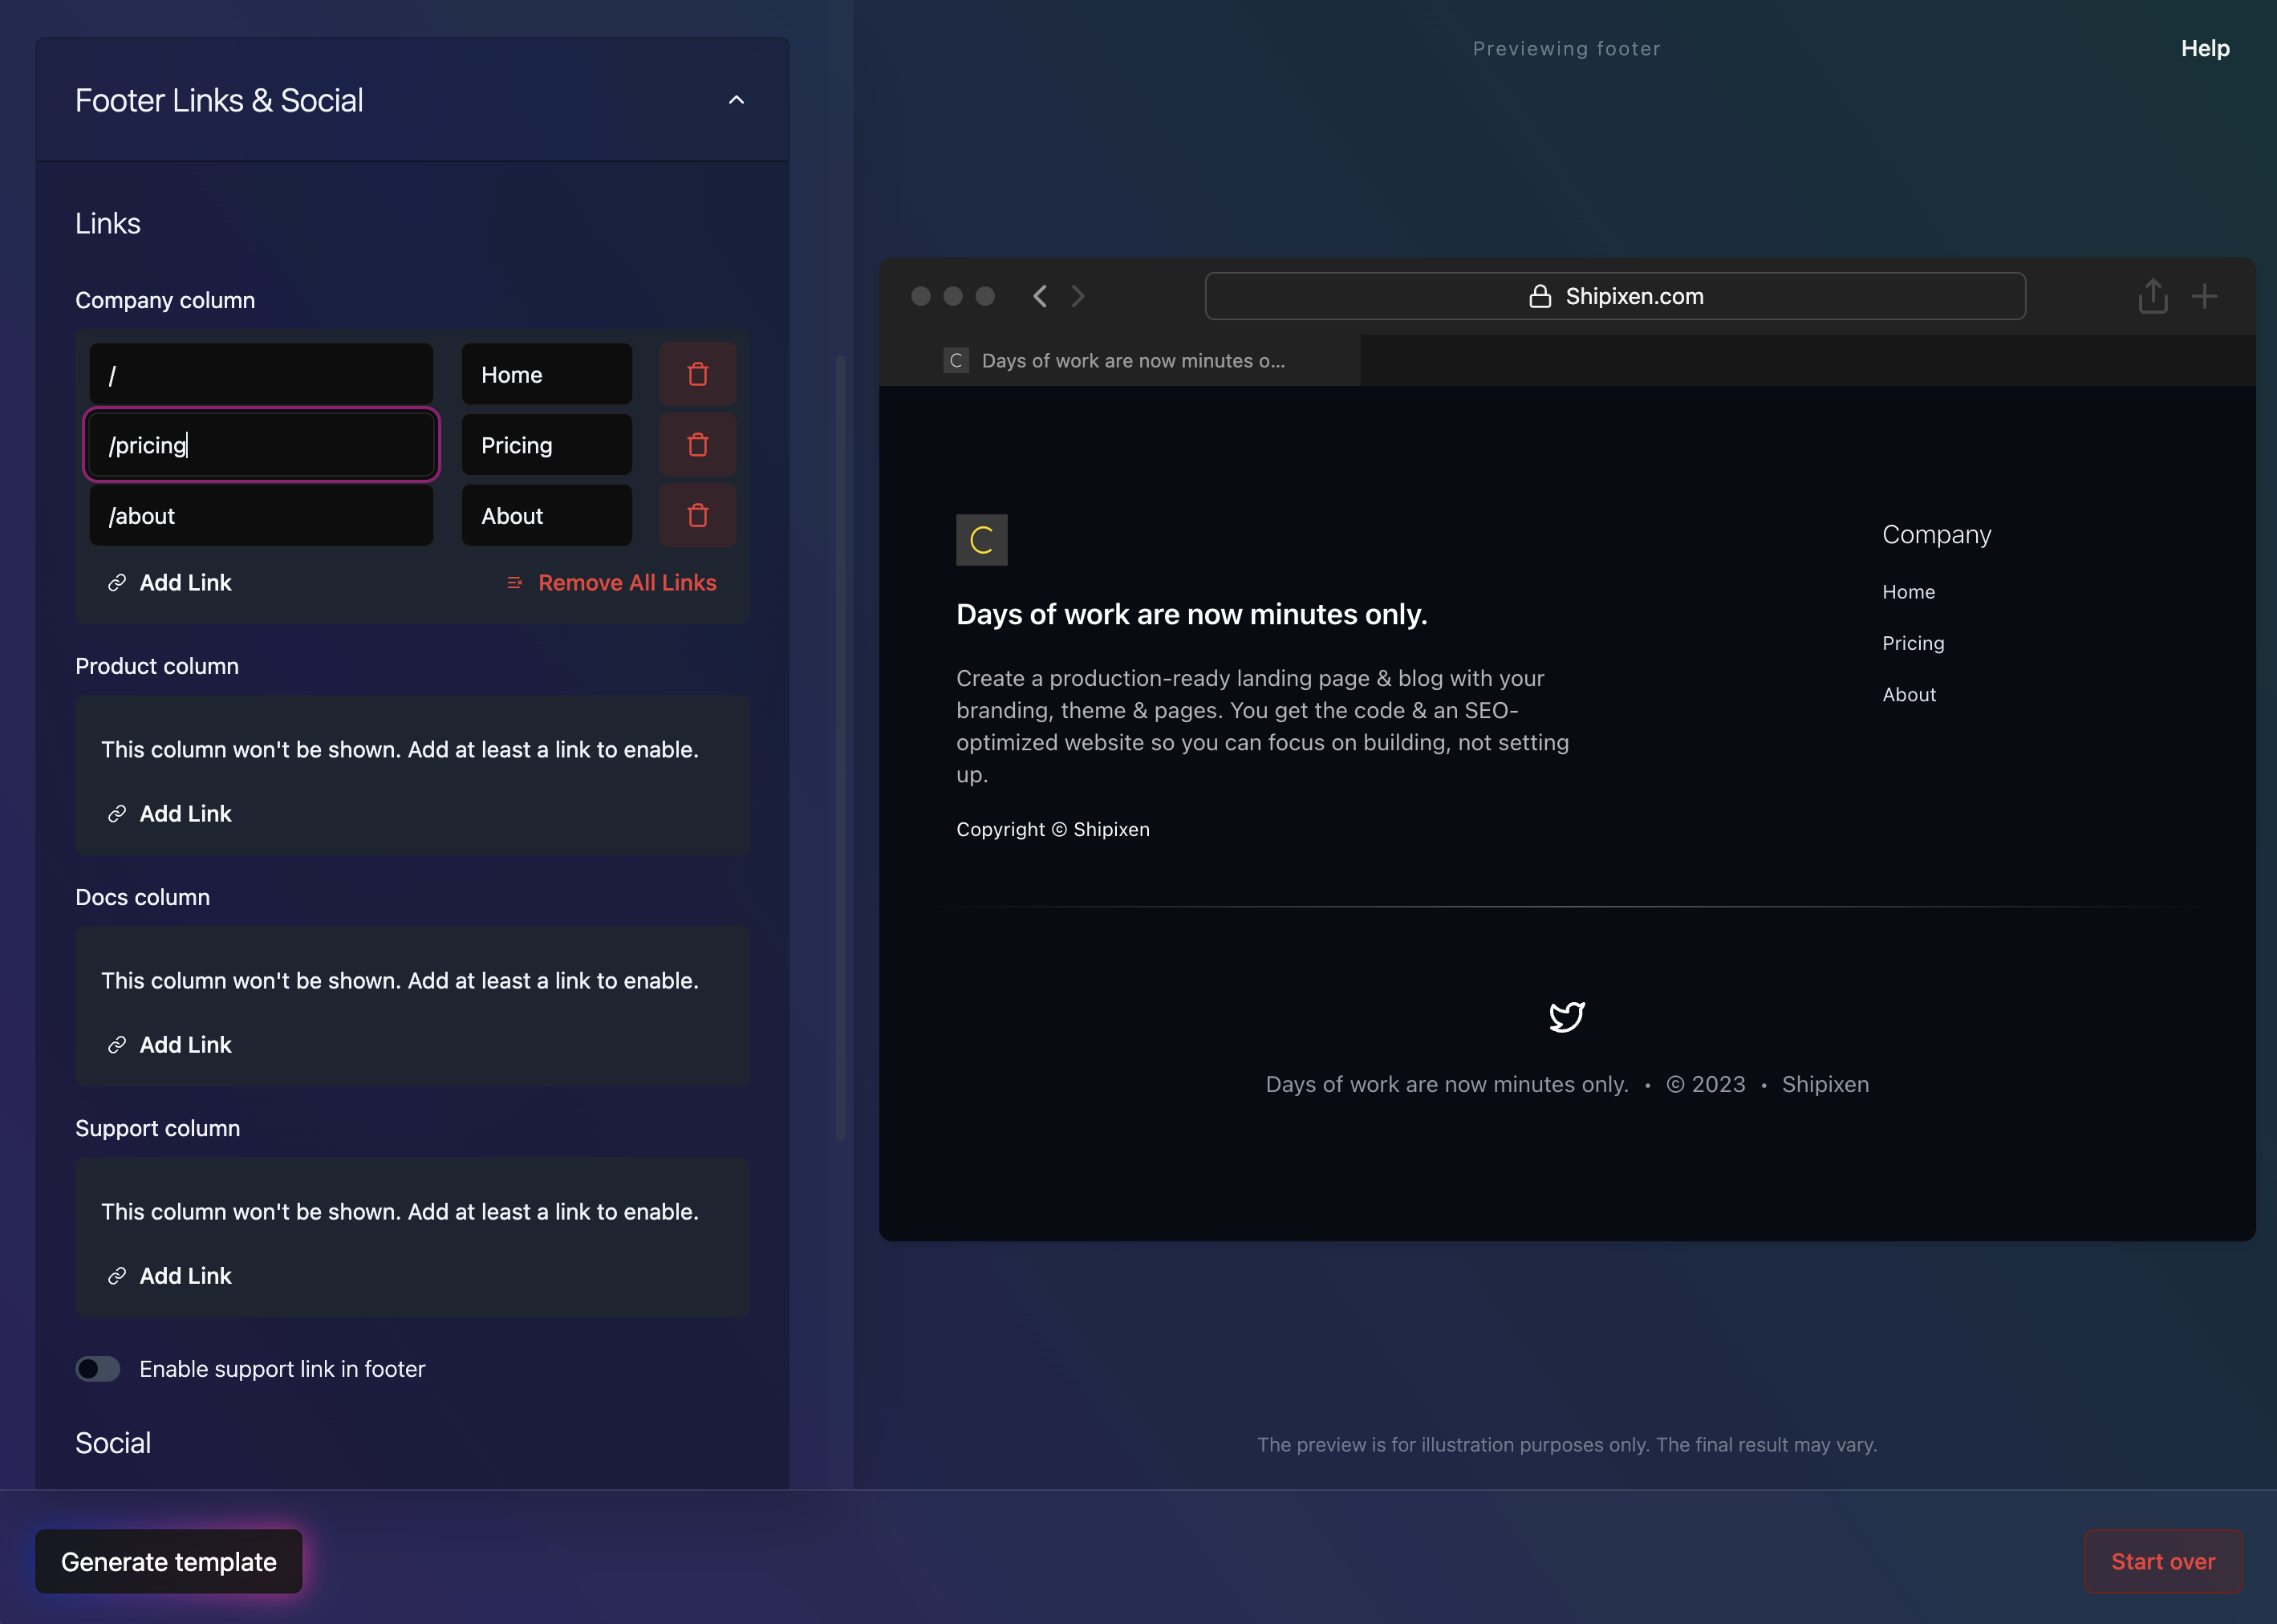 Footer Links & Social
Links
Company column
/
Home
/pricing
Pricing
/about
About
Add Link
Remove All Links
Product column
This column won't be shown. Add at least a link to enable.
Add Link
Docs column
This column won't be shown. Add at least a link to enable.
Add Link
Support column
This column won't be shown. Add at least a link to enable.
Add Link
Enable support link in footer
Social
Generate template
Previewing footer
Help
Shipixen.com
C
Days of work are now minutes o...
C
Days of work are now minutes only.
Create a production-ready landing page & blog with your
branding, theme & pages. You get the code & an SEO-
optimized website so you can focus on building, not setting
up.
Copyright © Shipixen
Company
Home
Pricing
About
Days of work are now minutes only. • © 2023 • Shipixen
The preview is for illustration purposes only. The final result may vary.
Start over